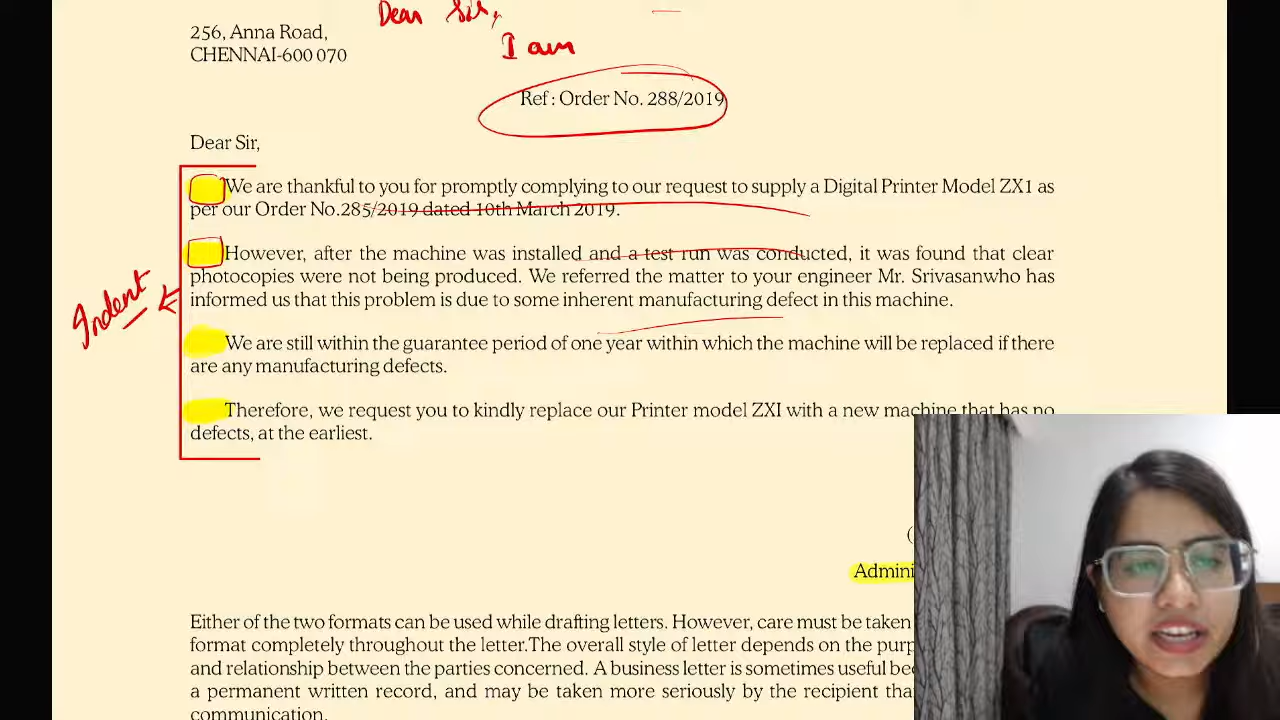 Dear Sir,
256, Anna Road,
I am
CHENNAI-600 070
Ref : Order No. 288/2019
Dear Sir,
We are thankful to you for promptly complying to our request to supply a Digital Printer Model ZX1 as
per our Order No.285/2019 dated 10th March 2019.
However, after the machine was installed and a test run was conducted, it was found that clear
photocopies were not being produced. We referred the matter to your engineer Mr. Srivasanwho has
informed us that this problem is due to some inherent manufacturing defect in this machine.
Indent
We are still within the guarantee period of one year within which the machine will be replaced if there
are any manufacturing defects.
Therefore, we request you to kindly replace our Printer model ZXI with a new machine that has no
defects, at the earliest.
(
Admini
Either of the two formats can be used while drafting letters. However, care must be taken
format completely throughout the letter.The overall style of letter depends on the purp
and relationship between the parties concerned. A business letter is sometimes useful bec
a permanent written record, and may be taken more seriously by the recipient tha
communication.